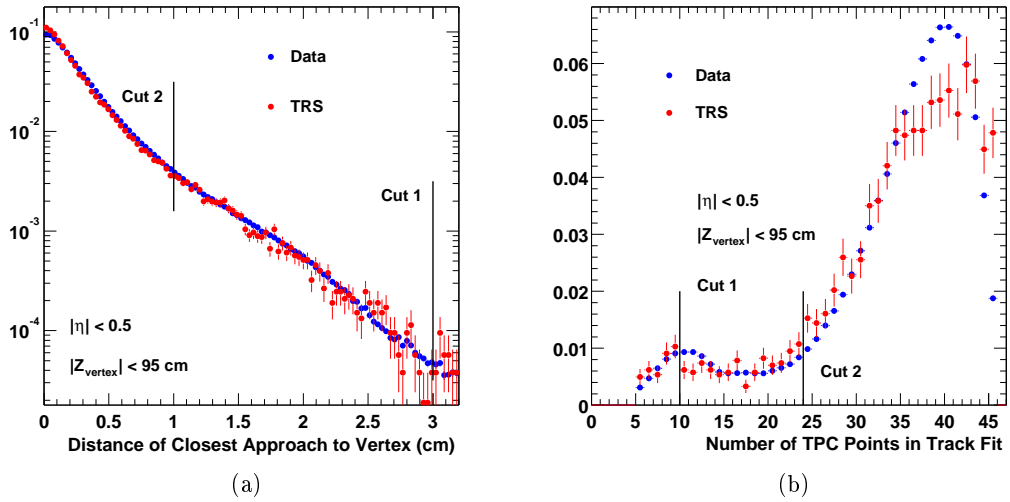 10⁻¹
10⁻²
10⁻³
10⁻⁴
Data
TRS
Cut 2
Cut 1
|η| < 0.5
|Z_vertex| < 95 cm
0 0.5 1 1.5 2 2.5 3
Distance of Closest Approach to Vertex (cm)
(a)
0.06
0.05
0.04
0.03
0.02
0.01
0
Data
TRS
|η| < 0.5
|Z_vertex| < 95 cm
Cut 1
Cut 2
0 5 10 15 20 25 30 35 40 45
Number of TPC Points in Track Fit
(b)